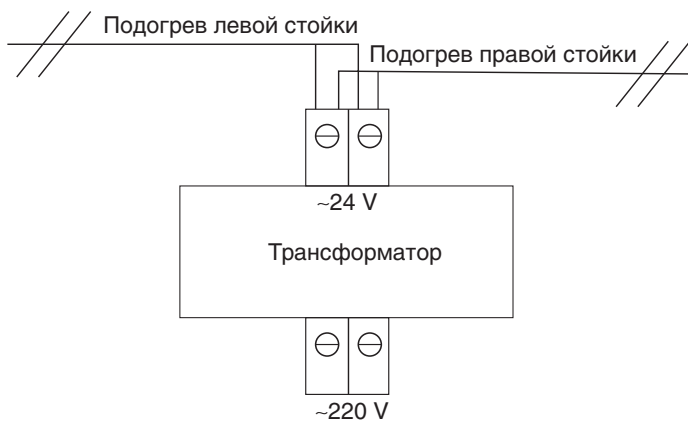 Подогрев левой стойки
Подогрев правой стойки
~24 V
Трансформатор
~220 V